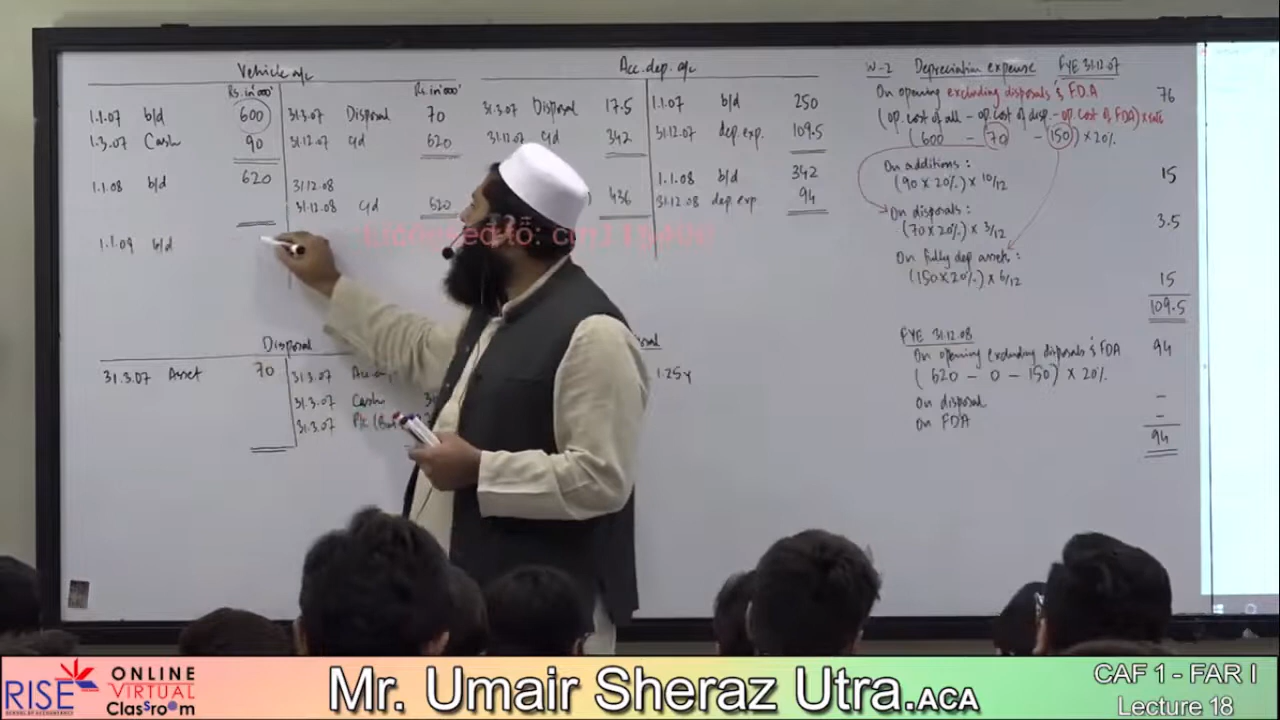 Vehicle a/c
Rs.in'000' Rs.in'000'
1.1.07 b/d 600 31.3.07 Disposal 70
1.3.07 Cash 90 31.12.07 c/d 620
1.1.08 b/d 620 31.12.08
31.12.08 c/d 620
1.1.09 b/d
Acc.dep. a/c
31.3.07 Disposal 17.5 1.1.07 b/d 250
31.12.07 c/d 342 31.12.07 dep.exp. 109.5
1.1.08 b/d 342
436 31.12.08 dep.exp 94
Disposal
31.3.07 Asset 70 31.3.07
31.3.07 Cash
31.3.07
1.25y
W-2 Depreciation expense FYE 31.12.07
On opening excluding disposals & FDA 76
(op. cost of all - op. cost of disp - op. cost of FDA) x rate
(600 - 70 - 150) x 20%
On additions: 15
(90 x 20%) x 10/12
On disposals: 3.5
(70 x 20%) x 3/12
On fully dep assets:
(150 x 20%) x 6/12 15
109.5
FYE 31.12.08
On opening excluding disposals & FDA 94
(620 - 0 - 150) x 20%
On disposal -
On FDA -
94
RISE
SCHOOL OF ACCOUNTANCY
ONLINE
VIRTUAL
Classroom
Mr. Umair Sheraz Utra.ACA
CAF 1 - FAR I
Lecture 18